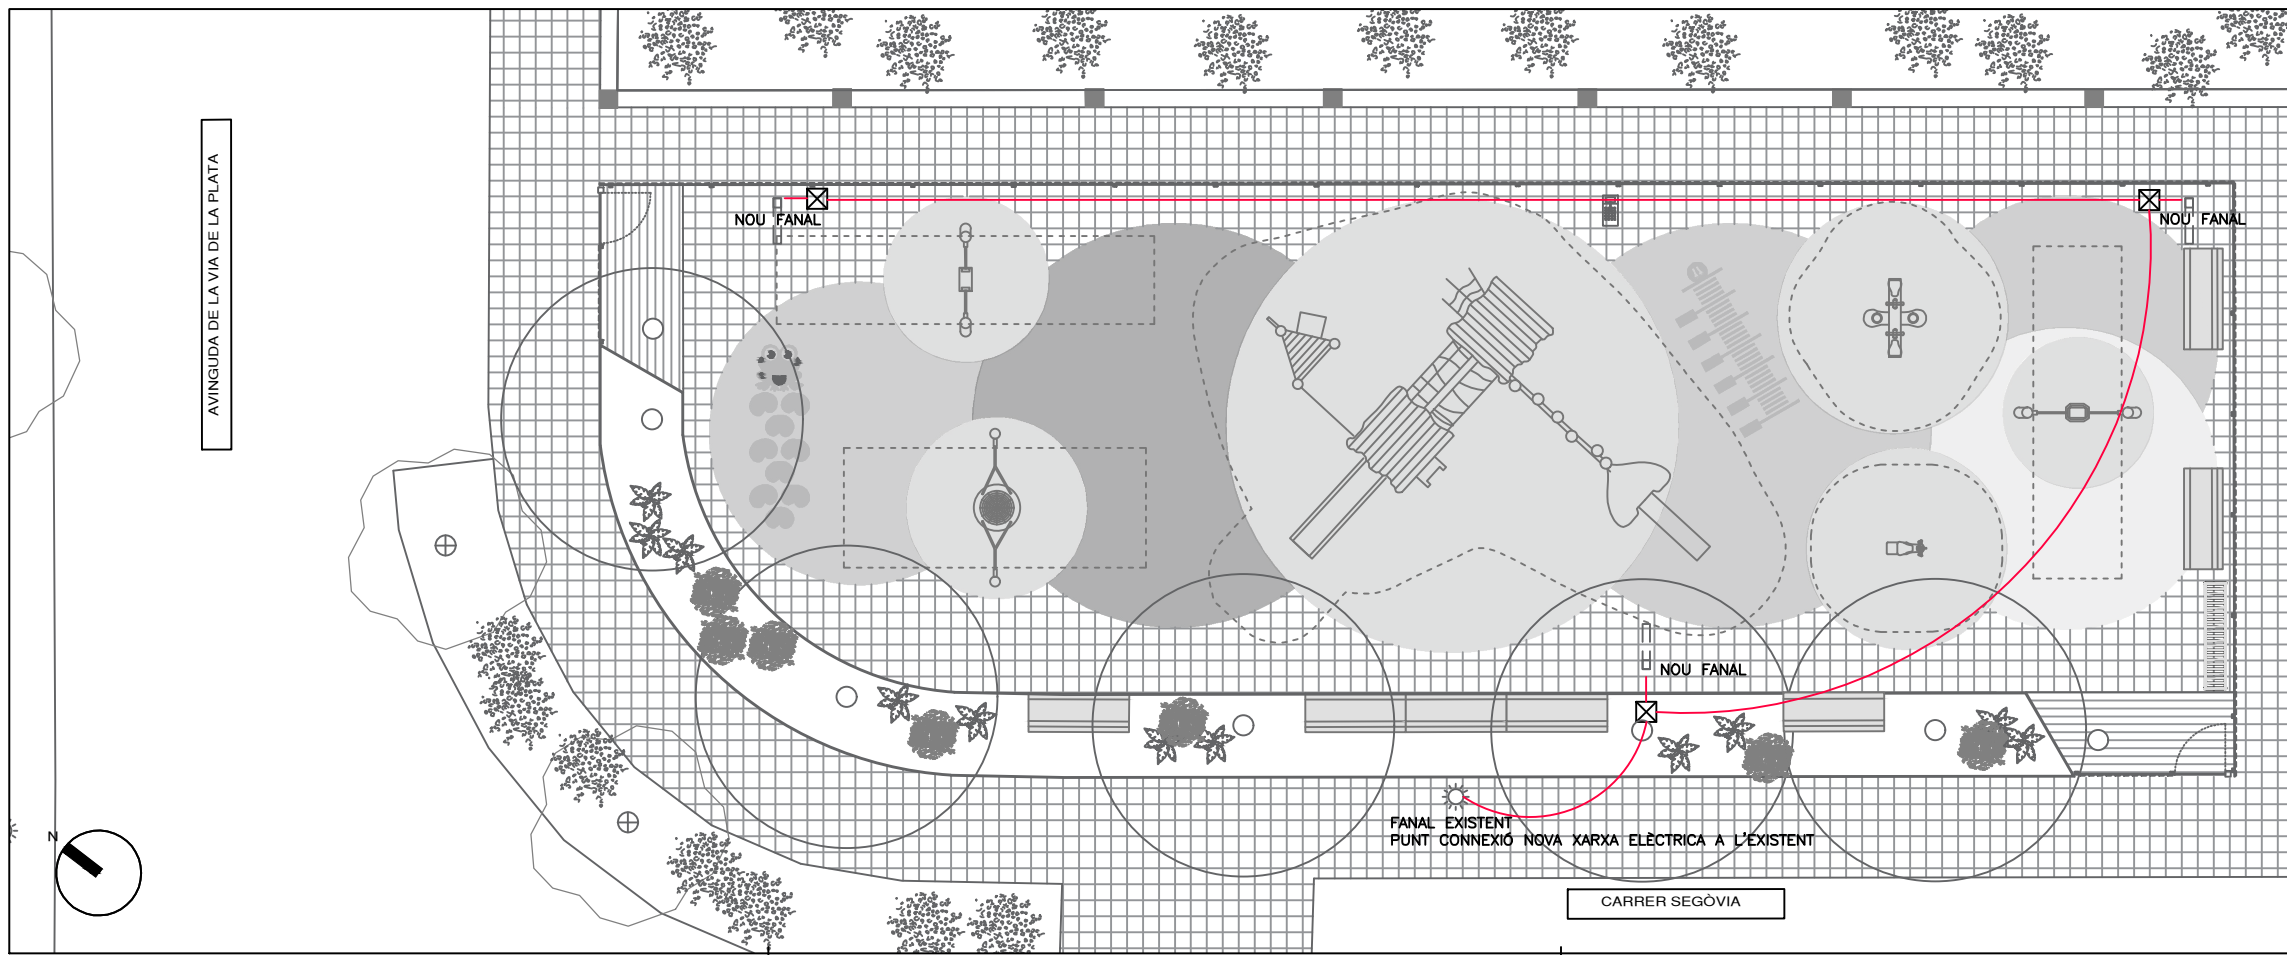 AVINGUDA DE LA VIA DE LA PLATA
NOU FANAL
NOU FANAL
NOU FANAL
FANAL EXISTENT
PUNT CONNEXIÓ NOVA XARXA ELÈCTRICA A L'EXISTENT
N
CARRER SEGÒVIA